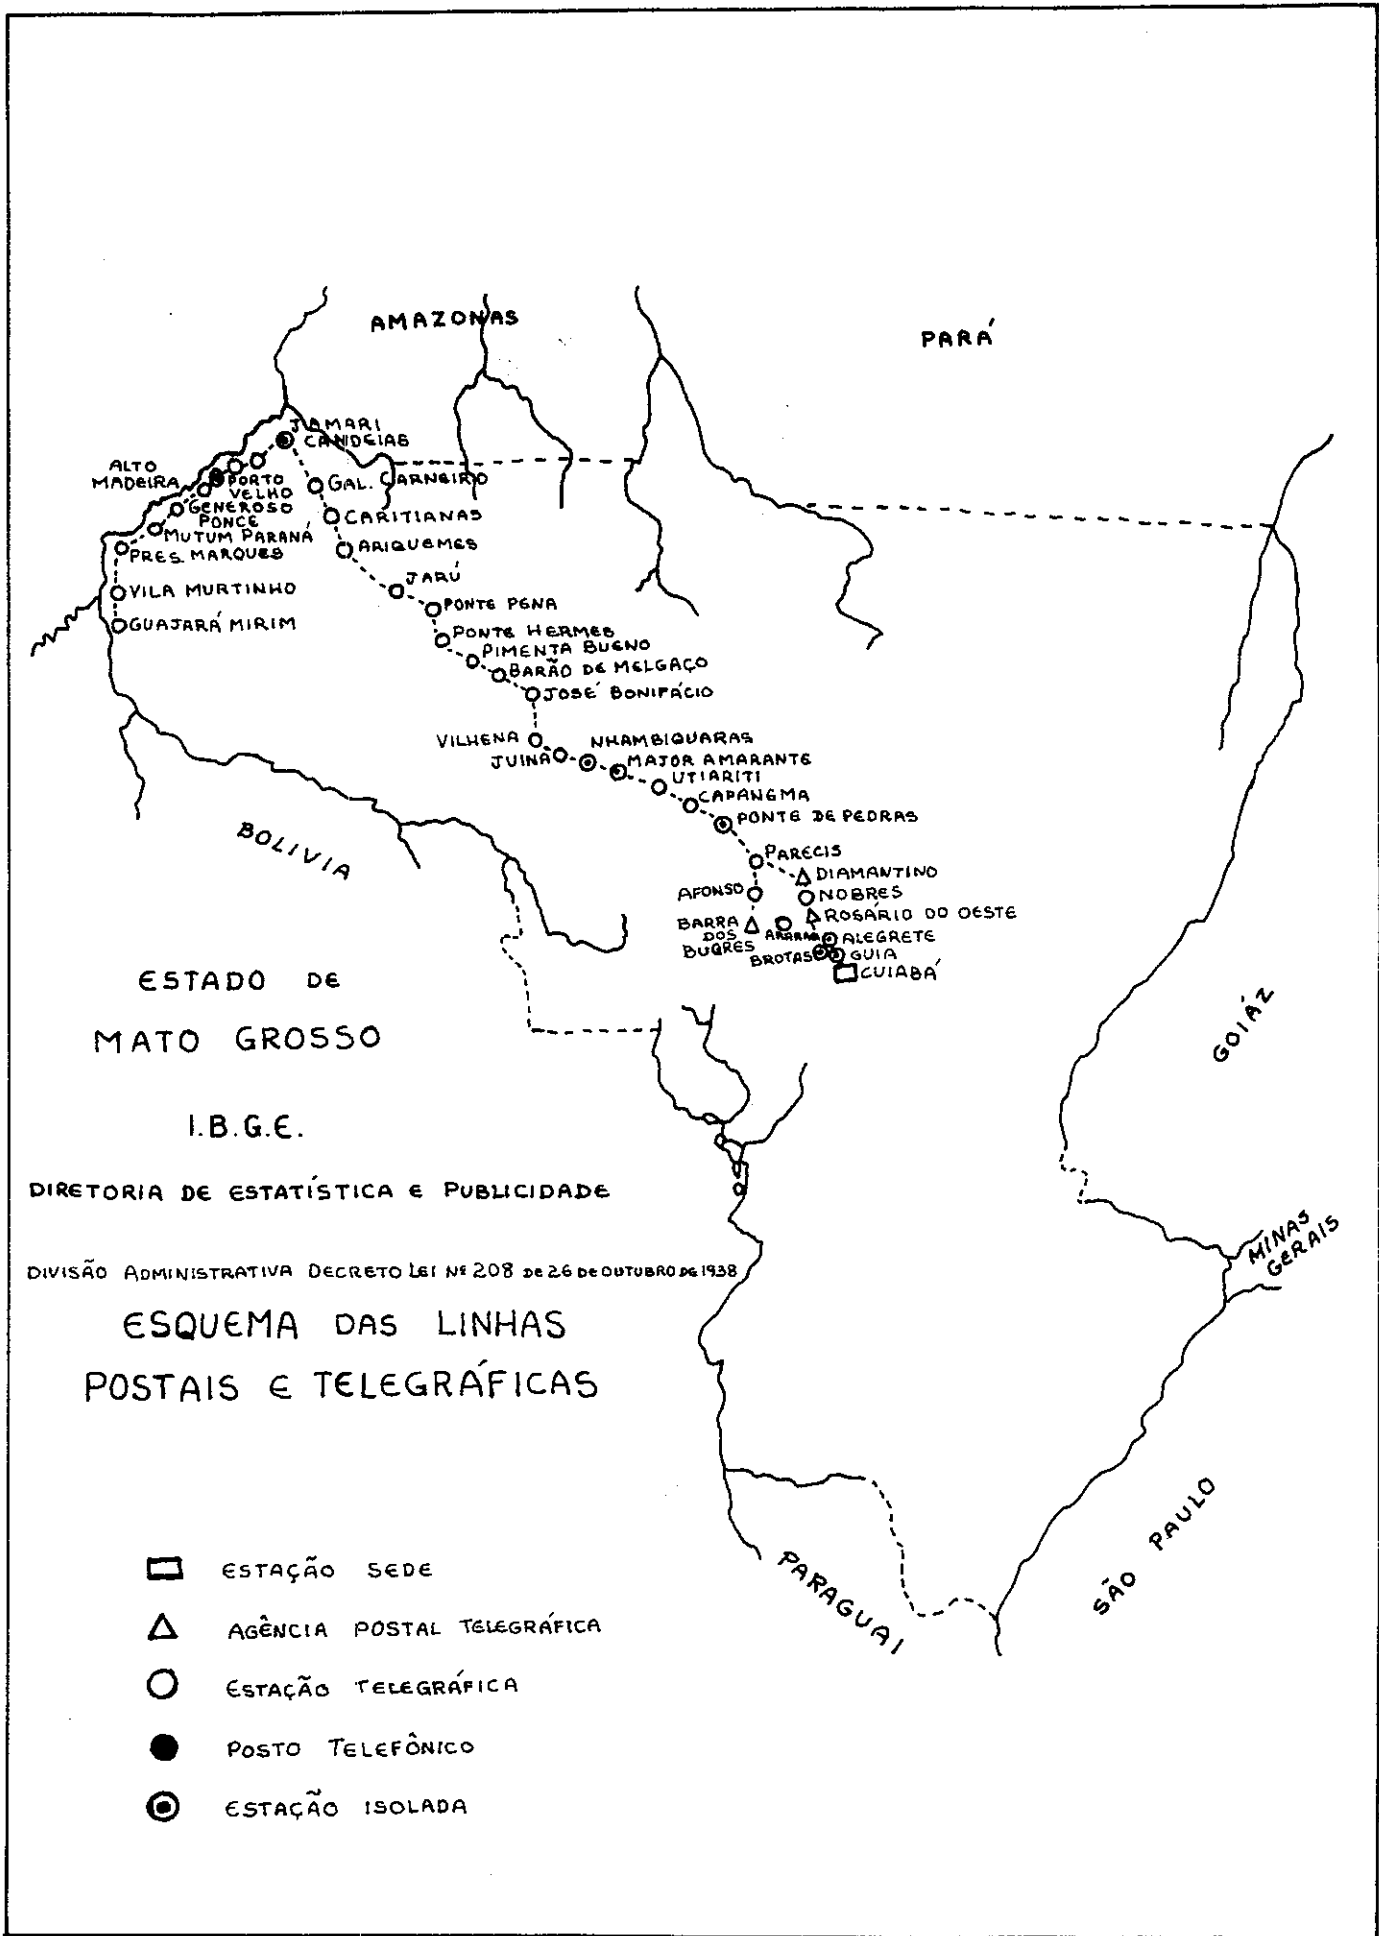 AMAZONAS
PARÁ
JAMARI
CANDEIAS
ALTO
MADEIRA
PORTO
VELHO
GAL. CARNEIRO
GENEROSO
PONCE
CARITIANAS
MUTUM PARANÁ
PRES. MARQUES
ARIQUEMES
JARÚ
VILA MURTINHO
PONTE PENA
GUAJARÁ MIRIM
PONTE HERMES
PIMENTA BUENO
BARÃO DE MELGAÇO
JOSÉ BONIFÁCIO
VILHENA
NHAMBIQUARAS
JUINA
MAJOR AMARANTE
UTIARITI
CAPANEMA
PONTE DE PEDRAS
BOLIVIA
PARECIS
DIAMANTINO
AFONSO
NOBRES
ROSÁRIO DO OESTE
BARRA
DOS
BUGRES
ALEGRETE
BROTAS
GUIA
CUIABÁ
ESTADO DE
MATO GROSSO
GOIÁZ
I.B.G.E.
DIRETORIA DE ESTATÍSTICA E PUBLICIDADE
MINAS
GERAIS
DIVISÃO ADMINISTRATIVA DECRETO LEI Nº 208 DE 26 DE OUTUBRO DE 1938
ESQUEMA DAS LINHAS
POSTAIS E TELEGRÁFICAS
SÃO PAULO
PARAGUAI
ESTAÇÃO SEDE
AGÊNCIA POSTAL TELEGRÁFICA
ESTAÇÃO TELEGRÁFICA
POSTO TELEFÔNICO
ESTAÇÃO ISOLADA